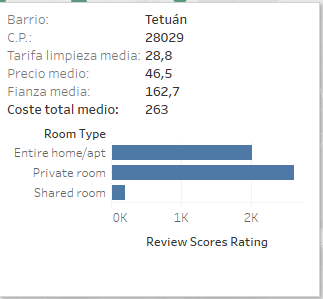 Barrio: Tetuán
C.P.: 28029
Tarifa limpieza media: 28,8
Precio medio: 46,5
Fianza media: 162,7
Coste total medio: 263
Room Type
Entire home/apt
Private room
Shared room
0K 1K 2K
Review Scores Rating